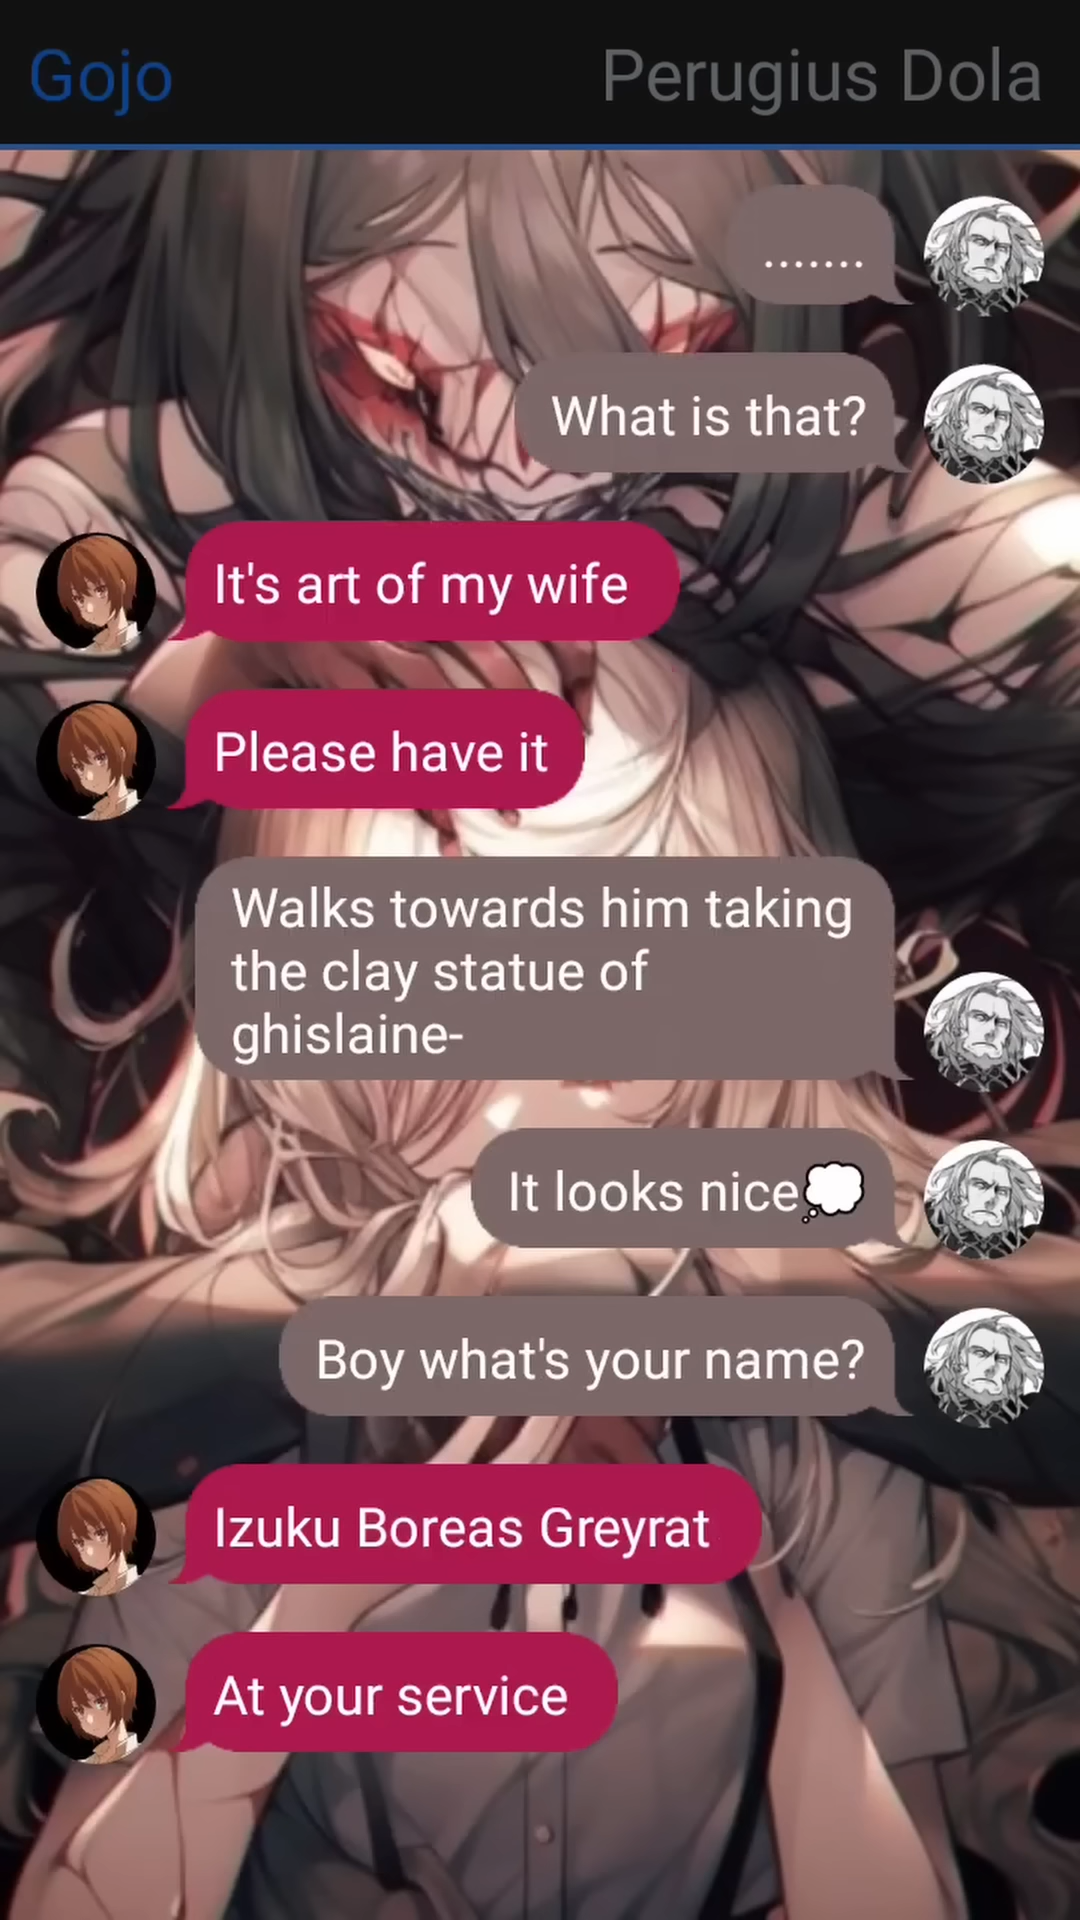 Gojo
Perugius Dola
.......
What is that?
It's art of my wife
Please have it
Walks towards him taking
the clay statue of
ghislaine-
It looks nice💭
Boy what's your name?
Izuku Boreas Greyrat
At your service